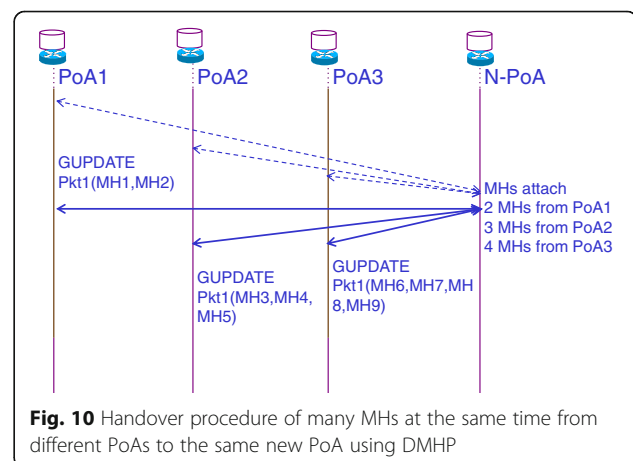 PoA1 PoA2 PoA3 N-PoA
GUPDATE
Pkt1(MH1,MH2)
MHs attach
2 MHs from PoA1
3 MHs from PoA2
4 MHs from PoA3
GUPDATE
Pkt1(MH3,MH4,
MH5)
GUPDATE
Pkt1(MH6,MH7,MH
8,MH9)
Fig. 10 Handover procedure of many MHs at the same time from
different PoAs to the same new PoA using DMHP